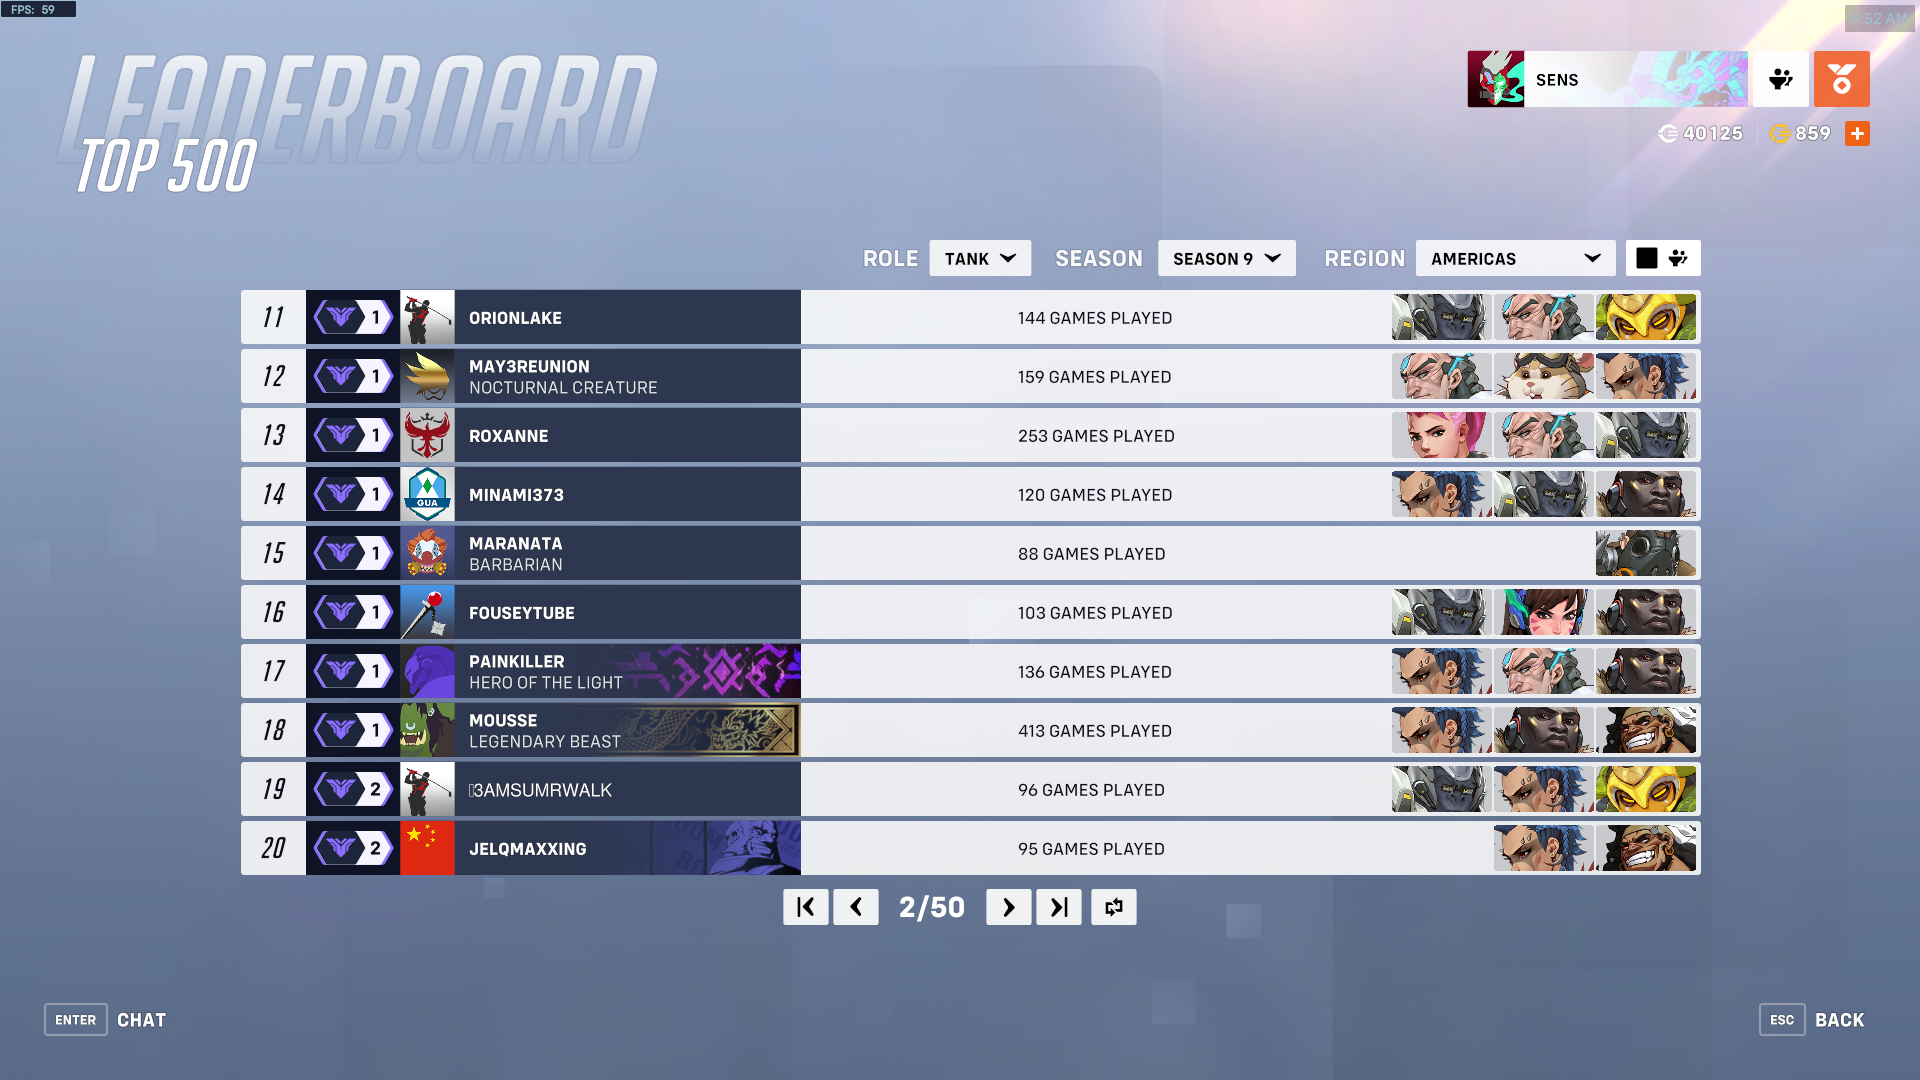 FPS: 59
9:52 AM
LEADERBOARD
TOP 500
SENS
40125
859
ROLE TANK SEASON SEASON 9 REGION AMERICAS
11 1 ORIONLAKE 144 GAMES PLAYED
12 1 MAY3REUNION 159 GAMES PLAYED
NOCTURNAL CREATURE
13 1 ROXANNE 253 GAMES PLAYED
14 1 GUA MINAMI373 120 GAMES PLAYED
15 1 MARANATA 88 GAMES PLAYED
BARBARIAN
16 1 FOUSEYTUBE 103 GAMES PLAYED
17 1 PAINKILLER 136 GAMES PLAYED
HERO OF THE LIGHT
18 1 MOUSSE 413 GAMES PLAYED
LEGENDARY BEAST
19 2 3AMSUMRWALK 96 GAMES PLAYED
20 2 JELQMAXXING 95 GAMES PLAYED
2/50
ENTER CHAT
ESC BACK